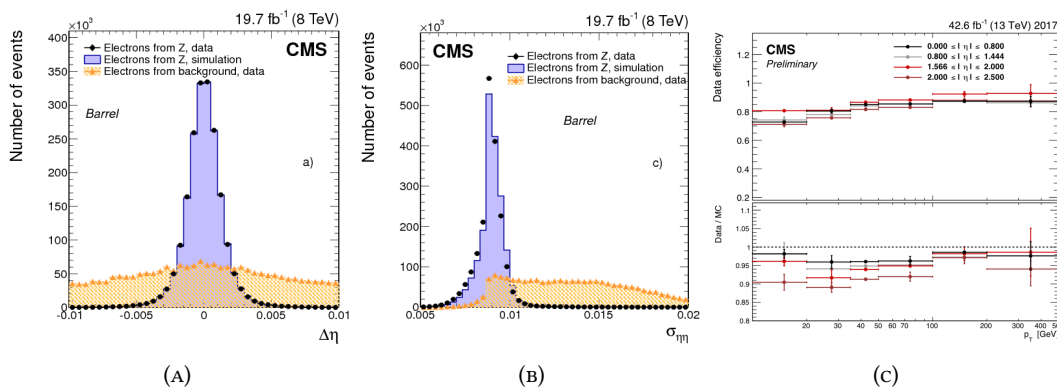 19.7 fb⁻¹ (8 TeV)
×10³
CMS
Electrons from Z, data
Electrons from Z, simulation
Electrons from background, data
Barrel
a)
Number of events
400
350
300
250
200
150
100
50
0
-0.01 -0.005 0 0.005 0.01
Δη
(A)
19.7 fb⁻¹ (8 TeV)
×10³
CMS
Electrons from Z, data
Electrons from Z, simulation
Electrons from background, data
Barrel
c)
Number of events
700
600
500
400
300
200
100
0
0.005 0.01 0.015 0.02
σηη
(B)
42.6 fb⁻¹ (13 TeV) 2017
CMS
Preliminary
0.000 ≤ | η | ≤ 0.800
0.800 ≤ | η | ≤ 1.444
1.566 ≤ | η | ≤ 2.000
2.000 ≤ | η | ≤ 2.500
Data efficiency
1.2
1
0.8
0.6
0.4
0.2
Data / MC
1.1
1.05
1
0.95
0.9
0.85
0.8
20 30 40 50 60 70 100 200 300 400 500
p_T [GeV]
(C)